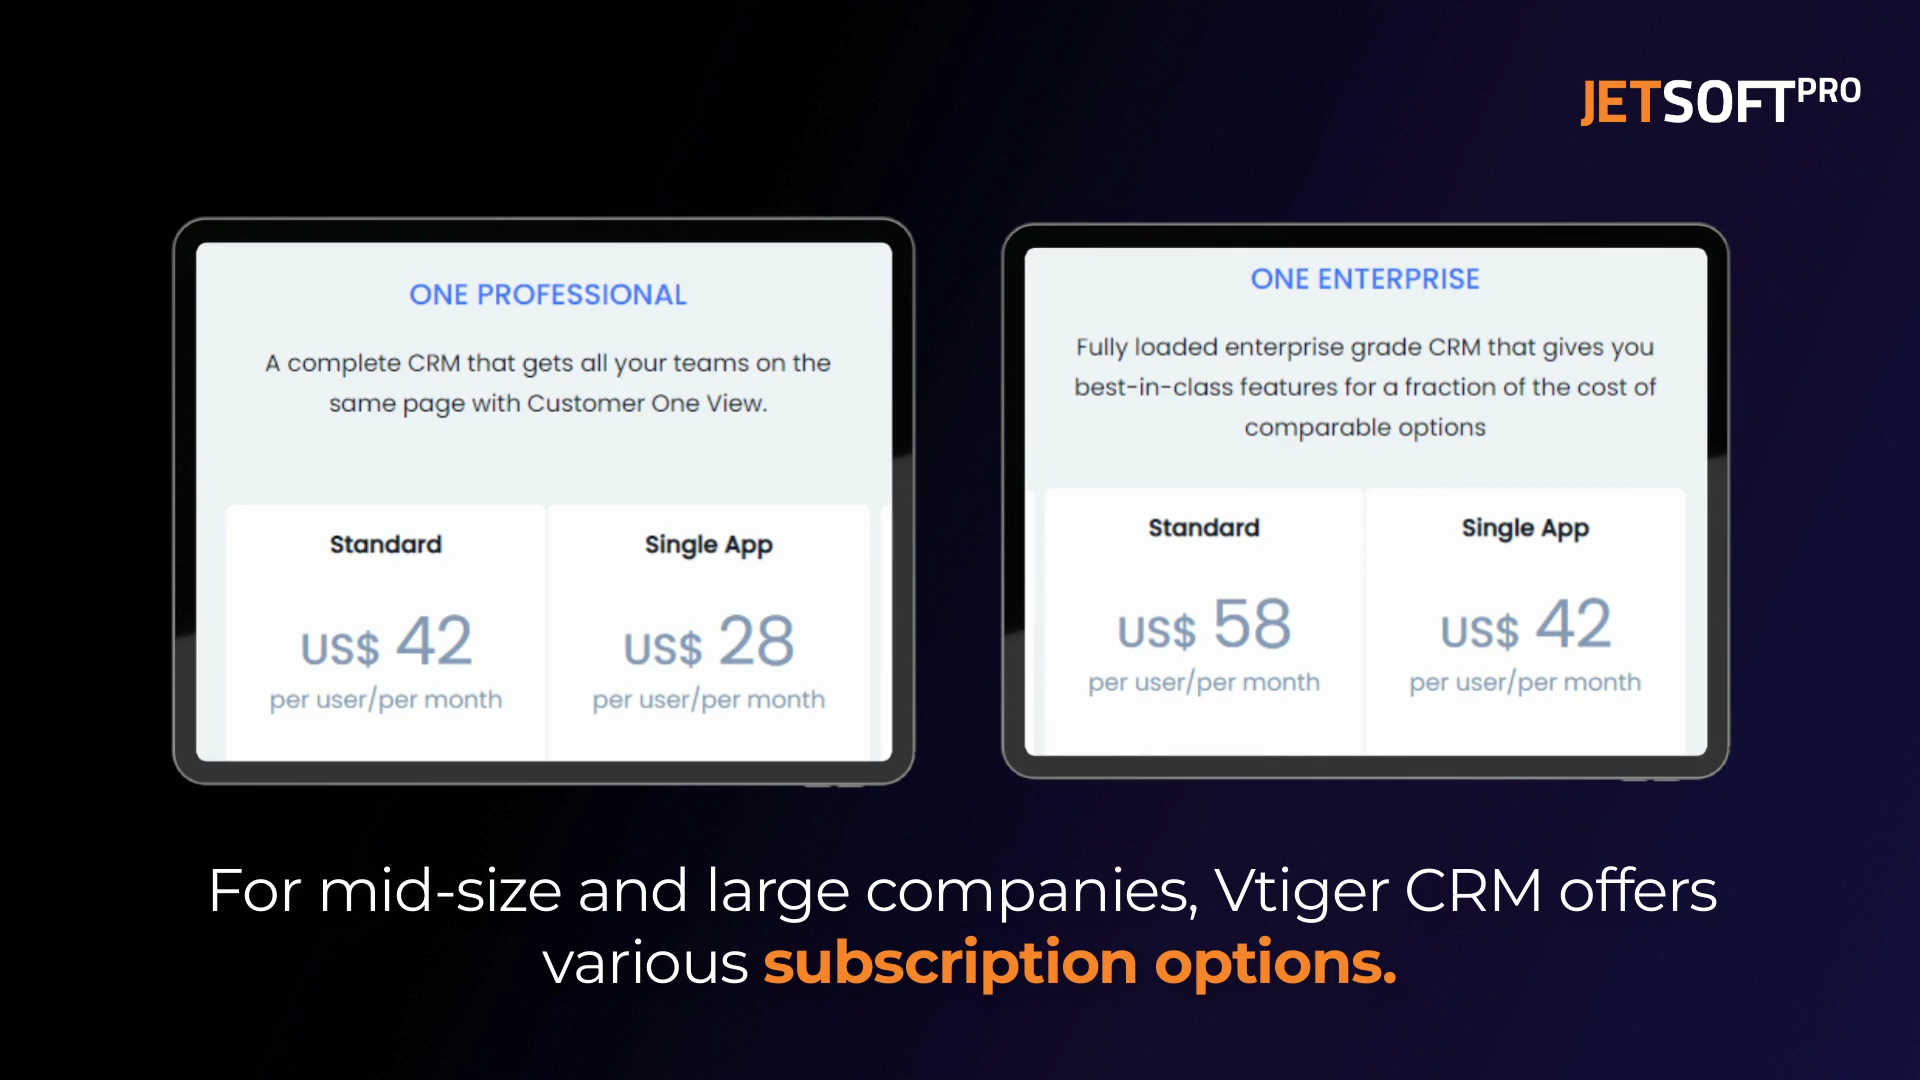 JETSOFTPRO
ONE PROFESSIONAL
A complete CRM that gets all your teams on the
same page with Customer One View.
Standard
Single App
US$ 42
US$ 28
per user/per month
per user/per month
ONE ENTERPRISE
Fully loaded enterprise grade CRM that gives you
best-in-class features for a fraction of the cost of
comparable options
Standard
Single App
US$ 58
US$ 42
per user/per month
per user/per month
For mid-size and large companies, Vtiger CRM offers
various subscription options.